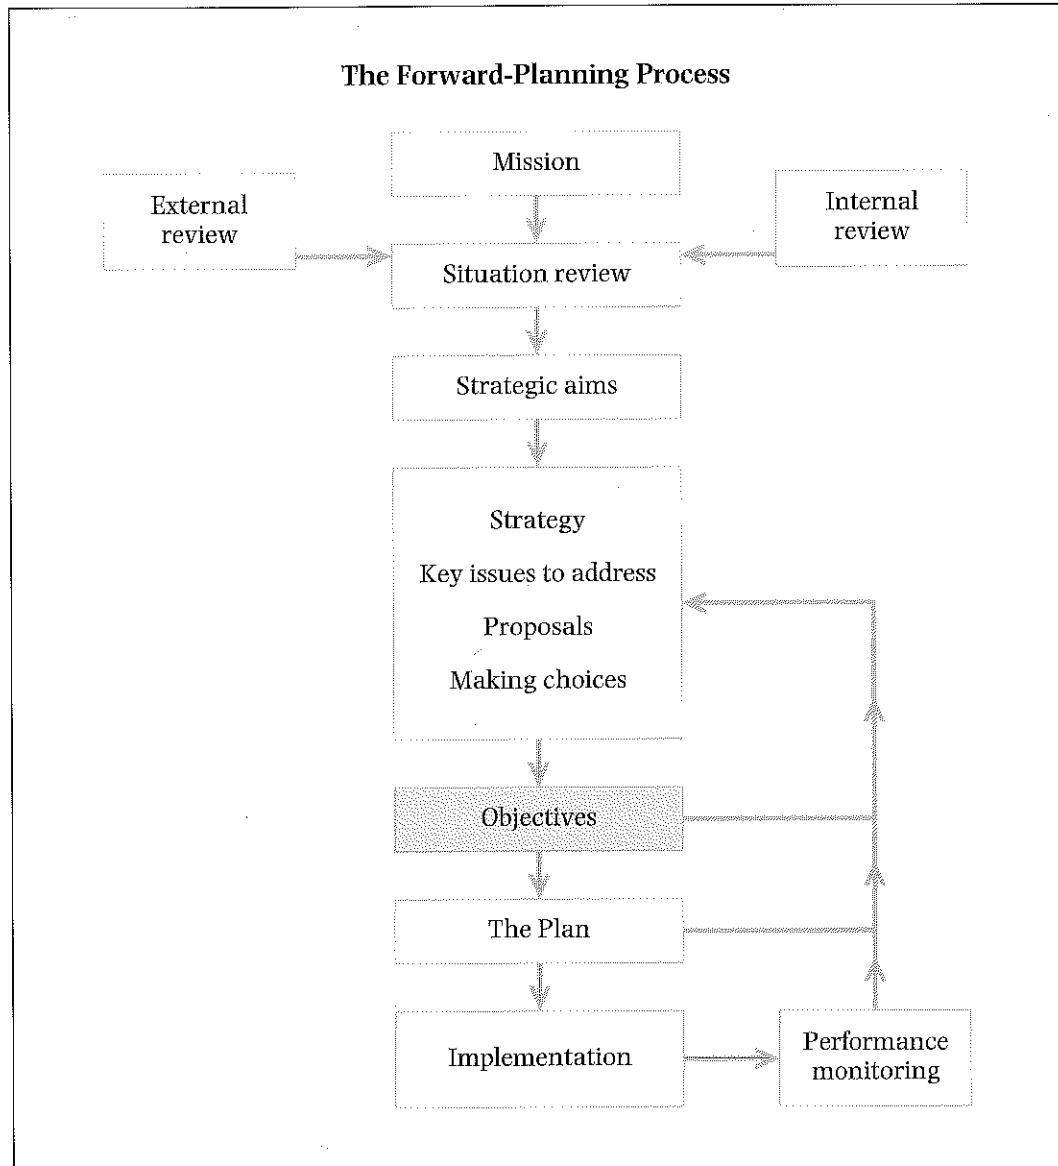 The Forward-Planning Process
Mission
External
review
Internal
review
Situation review
Strategic aims
Strategy
Key issues to address
Proposals
Making choices
Objectives
The Plan
Implementation
Performance
monitoring